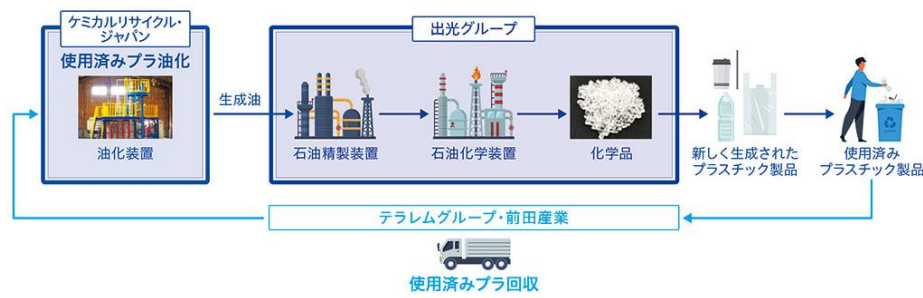 ケミカルリサイクル・
ジャパン
使用済みプラ油化
油化装置
生成油
出光グループ
石油精製装置
石油化学装置
化学品
新しく生成された
プラスチック製品
使用済み
プラスチック製品
テラレムグループ・前田産業
使用済みプラ回収